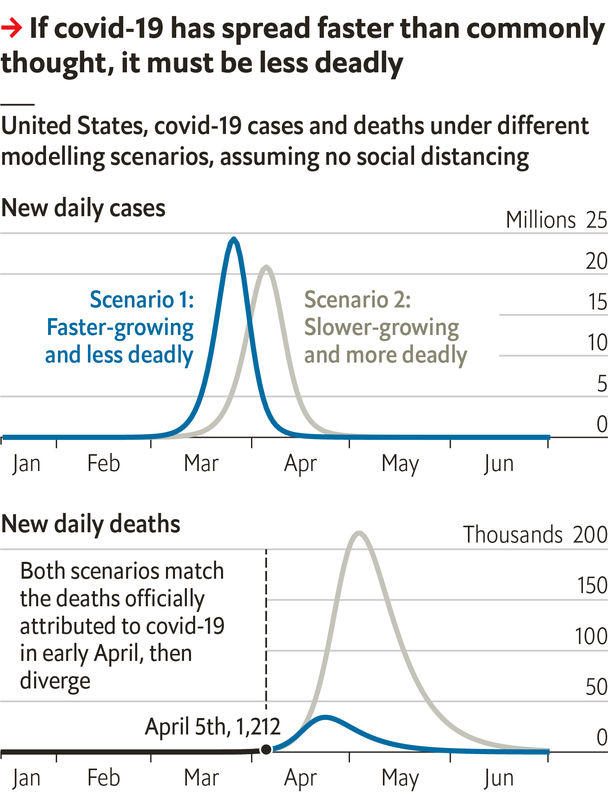 → If covid-19 has spread faster than commonly
thought, it must be less deadly
United States, covid-19 cases and deaths under different
modelling scenarios, assuming no social distancing
New daily cases
Millions 25
20
15
10
5
0
Scenario 1:
Faster-growing
and less deadly
Scenario 2:
Slower-growing
and more deadly
Jan Feb Mar Apr May Jun
New daily deaths
Thousands 200
150
100
50
0
Both scenarios match
the deaths officially
attributed to covid-19
in early April, then
diverge
April 5th, 1,212
Jan Feb Mar Apr May Jun